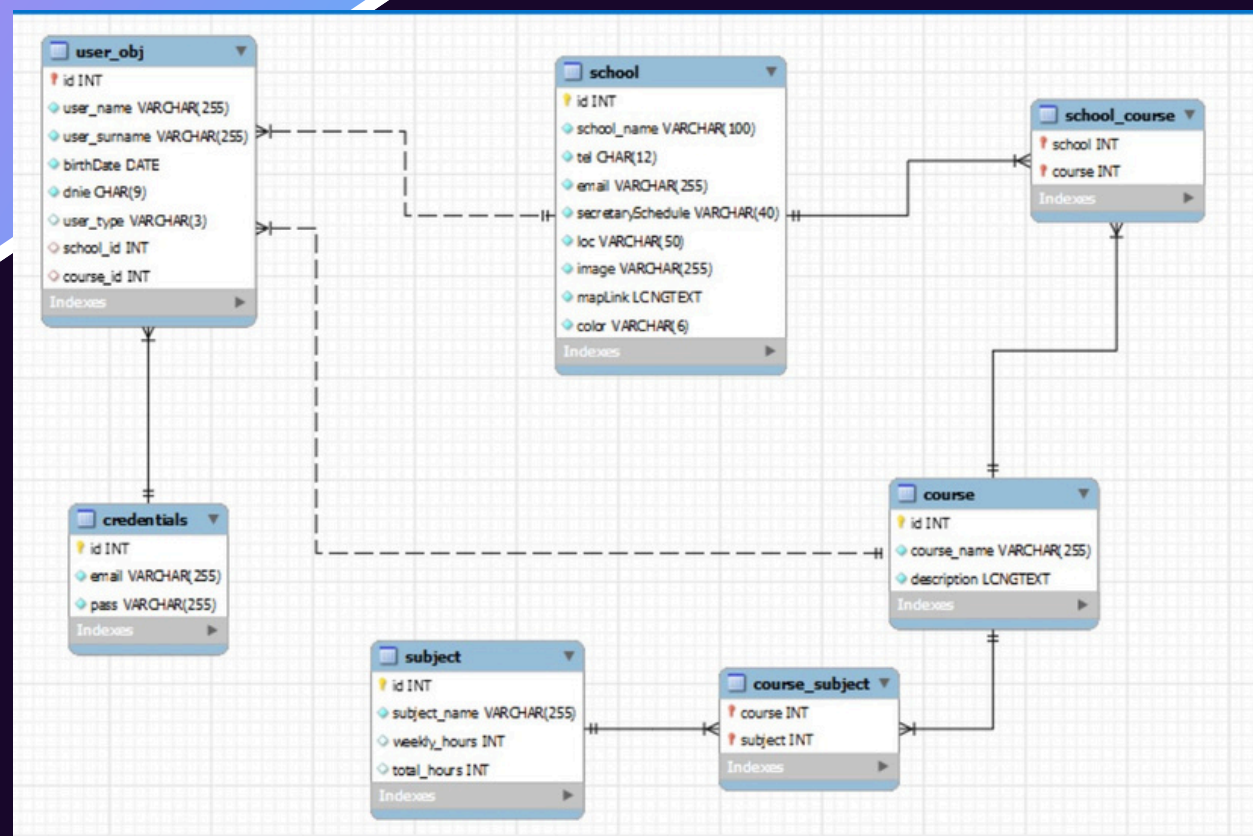 user_obj
id INT
user_name VARCHAR(255)
user_surname VARCHAR(255)
birthDate DATE
dnie CHAR(9)
user_type VARCHAR(3)
school_id INT
course_id INT
Indexes
school
id INT
school_name VARCHAR(100)
tel CHAR(12)
email VARCHAR(255)
secretarySchedule VARCHAR(40)
loc VARCHAR(50)
image VARCHAR(255)
mapLink LONGTEXT
color VARCHAR(6)
Indexes
school_course
school INT
course INT
Indexes
credentials
id INT
email VARCHAR(255)
pass VARCHAR(255)
Indexes
course
id INT
course_name VARCHAR(255)
description LONGTEXT
Indexes
subject
id INT
subject_name VARCHAR(255)
weekly_hours INT
total_hours INT
Indexes
course_subject
course INT
subject INT
Indexes